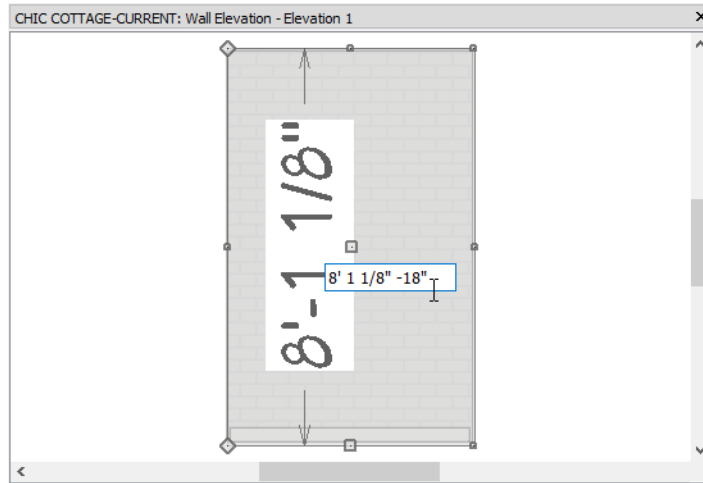 CHIC COTTAGE-CURRENT: Wall Elevation - Elevation 1
8'-1 1/8"
8' 1 1/8" -18"